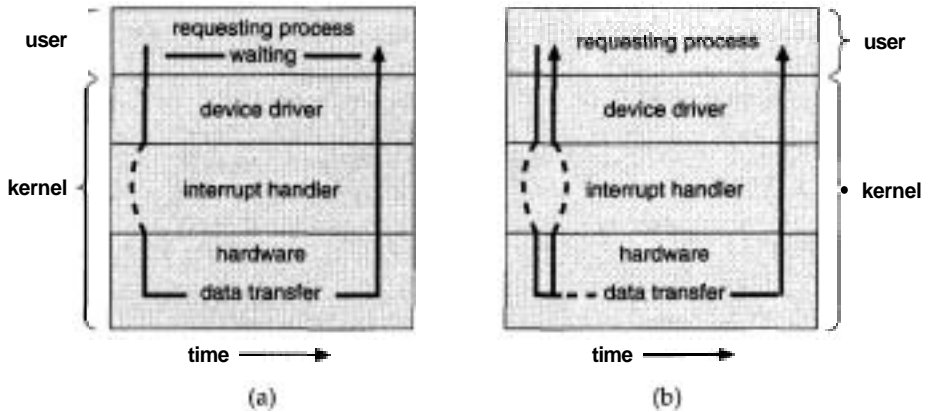 user
requesting process
waiting
device driver
kernel
interrupt handler
hardware
data transfer
time
(a)
requesting process
user
device driver
interrupt handler
kernel
hardware
data transfer
time
(b)